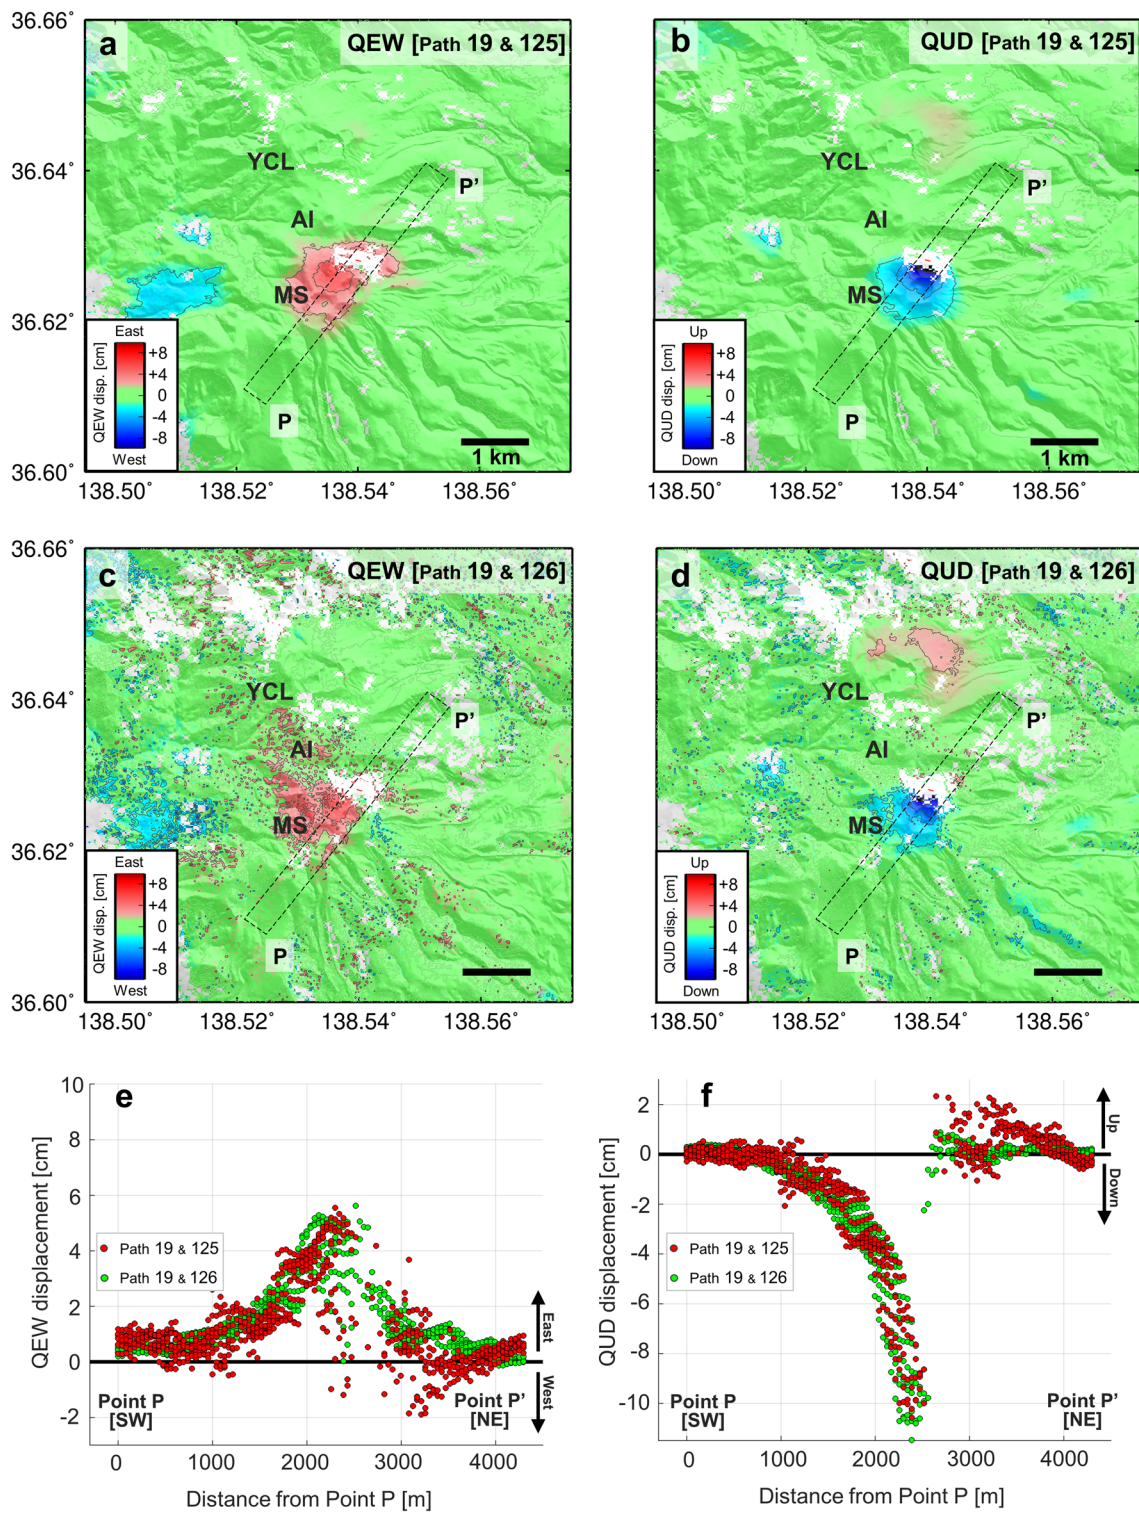 a
QEW [Path 19 & 125]
36.66°
36.64°
36.62°
36.60°
YCL
P'
AI
MS
East
QEW disp. [cm]
+8
+4
0
-4
-8
West
P
1 km
138.50°
138.52°
138.54°
138.56°
b
QUD [Path 19 & 125]
YCL
P'
AI
MS
Up
QUD disp. [cm]
+8
+4
0
-4
-8
Down
P
1 km
138.50°
138.52°
138.54°
138.56°
c
QEW [Path 19 & 126]
36.66°
36.64°
36.62°
36.60°
YCL
P'
AI
MS
East
QEW disp. [cm]
+8
+4
0
-4
-8
West
P
138.50°
138.52°
138.54°
138.56°
d
QUD [Path 19 & 126]
YCL
P'
AI
MS
Up
QUD disp. [cm]
+8
+4
0
-4
-8
Down
P
138.50°
138.52°
138.54°
138.56°
e
QEW displacement [cm]
10
8
6
4
2
0
-2
Path 19 & 125
Path 19 & 126
East
West
Point P
[SW]
Point P'
[NE]
0
1000
2000
3000
4000
Distance from Point P [m]
f
QUD displacement [cm]
2
0
-2
-4
-6
-8
-10
Up
Down
Path 19 & 125
Path 19 & 126
Point P
[SW]
Point P'
[NE]
0
1000
2000
3000
4000
Distance from Point P [m]